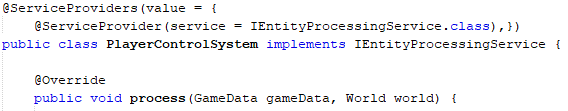 @ServiceProviders(value = {
    @ServiceProvider(service = IEntityProcessingService.class),})
public class PlayerControlSystem implements IEntityProcessingService {
    @Override
    public void process(GameData gameData, World world) {